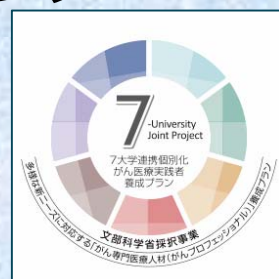 7-University
Joint Project
7大学連携個別化
がん医療実践者
養成プラン
文部科学省採択事業
多様な新ニーズに対応する「がん専門医療人材(がんプロフェッショナル)」養成プラン